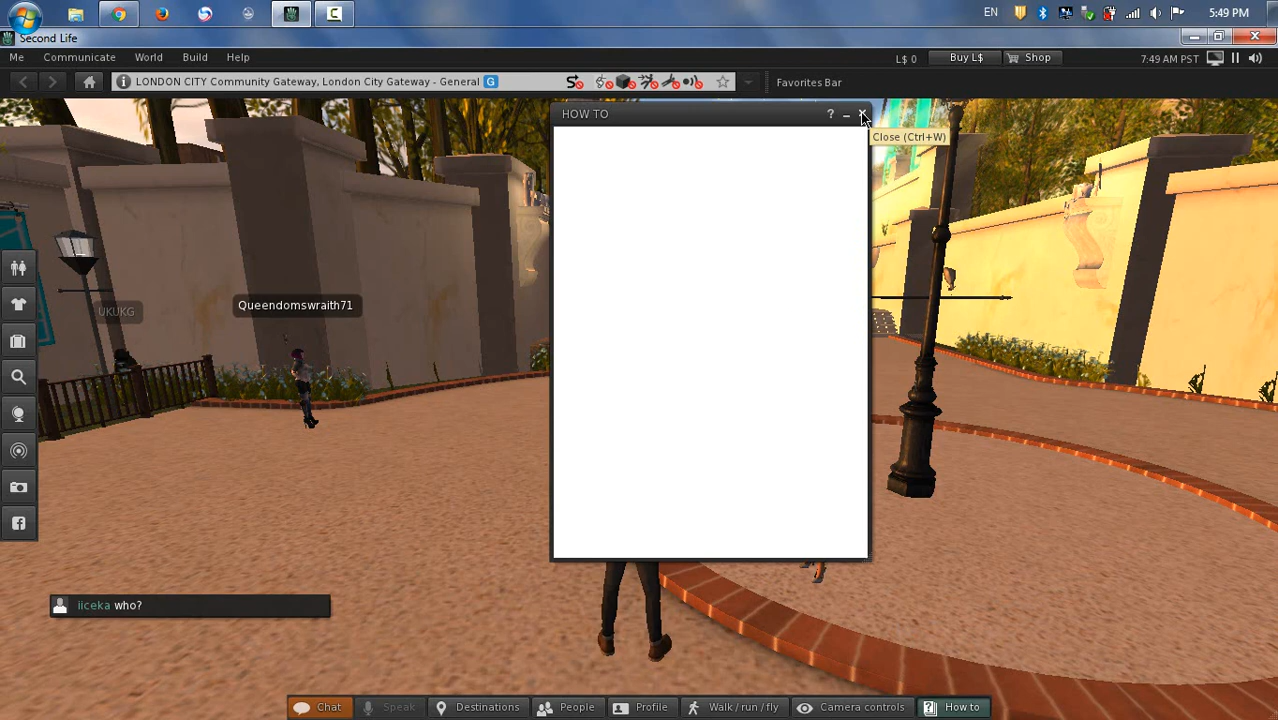 EN
5:49 PM
Second Life
Me Communicate World Build Help
L$ 0 Buy L$ Shop 7:49 AM PST
LONDON CITY Community Gateway, London City Gateway - General G
Favorites Bar
HOW TO ?
Close (Ctrl+W)
UKUKG
Queendomswraith71
iiceka who?
Chat Speak Destinations People Profile Walk / run / fly Camera controls How to